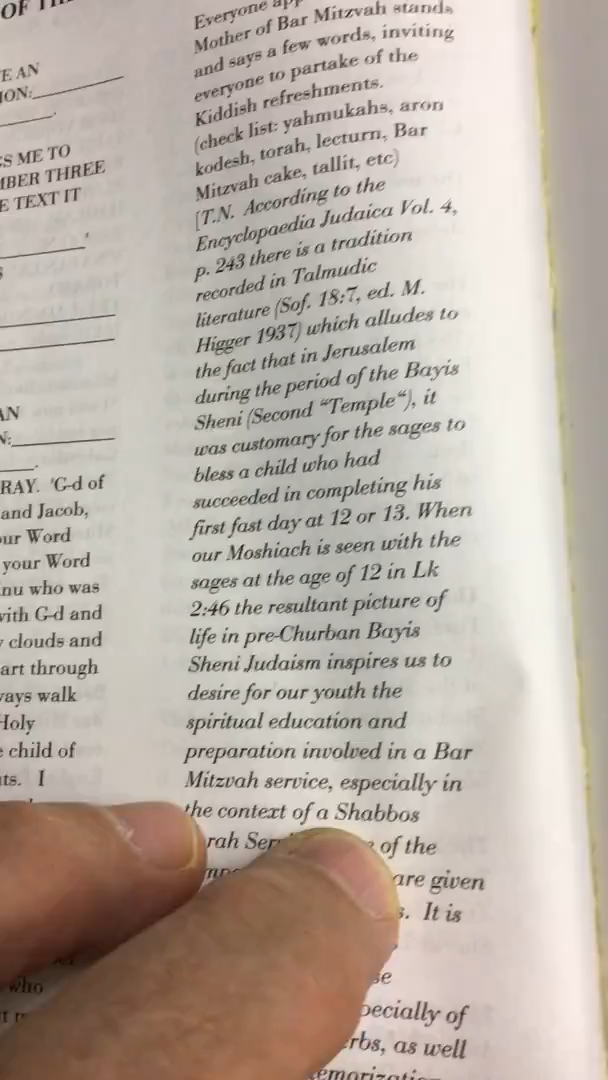 OF
E AN
ION:
S ME TO
MBER THREE
E TEXT IT
AN
N:
RAY. 'G-d of
and Jacob,
our Word
your Word
nu who was
with G-d and
clouds and
art through
ways walk
Holy
child of
ts. I
who
Everyone
Mother of Bar Mitzvah stands
and says a few words, inviting
everyone to partake of the
Kiddish refreshments.
(check list: yahmukahs, aron
kodesh, torah, lecturn, Bar
Mitzvah cake, tallit, etc)
[T.N. According to the
Encyclopaedia Judaica Vol. 4,
p. 243 there is a tradition
recorded in Talmudic
literature (Sof. 18:7, ed. M.
Higger 1937) which alludes to
the fact that in Jerusalem
during the period of the Bayis
Sheni (Second “Temple“), it
was customary for the sages to
bless a child who had
succeeded in completing his
first fast day at 12 or 13. When
our Moshiach is seen with the
sages at the age of 12 in Lk
2:46 the resultant picture of
life in pre-Churban Bayis
Sheni Judaism inspires us to
desire for our youth the
spiritual education and
preparation involved in a Bar
Mitzvah service, especially in
the context of a Shabbos
rah Ser of the
are given
s. It is
se
pecially of
rbs, as well
emorization